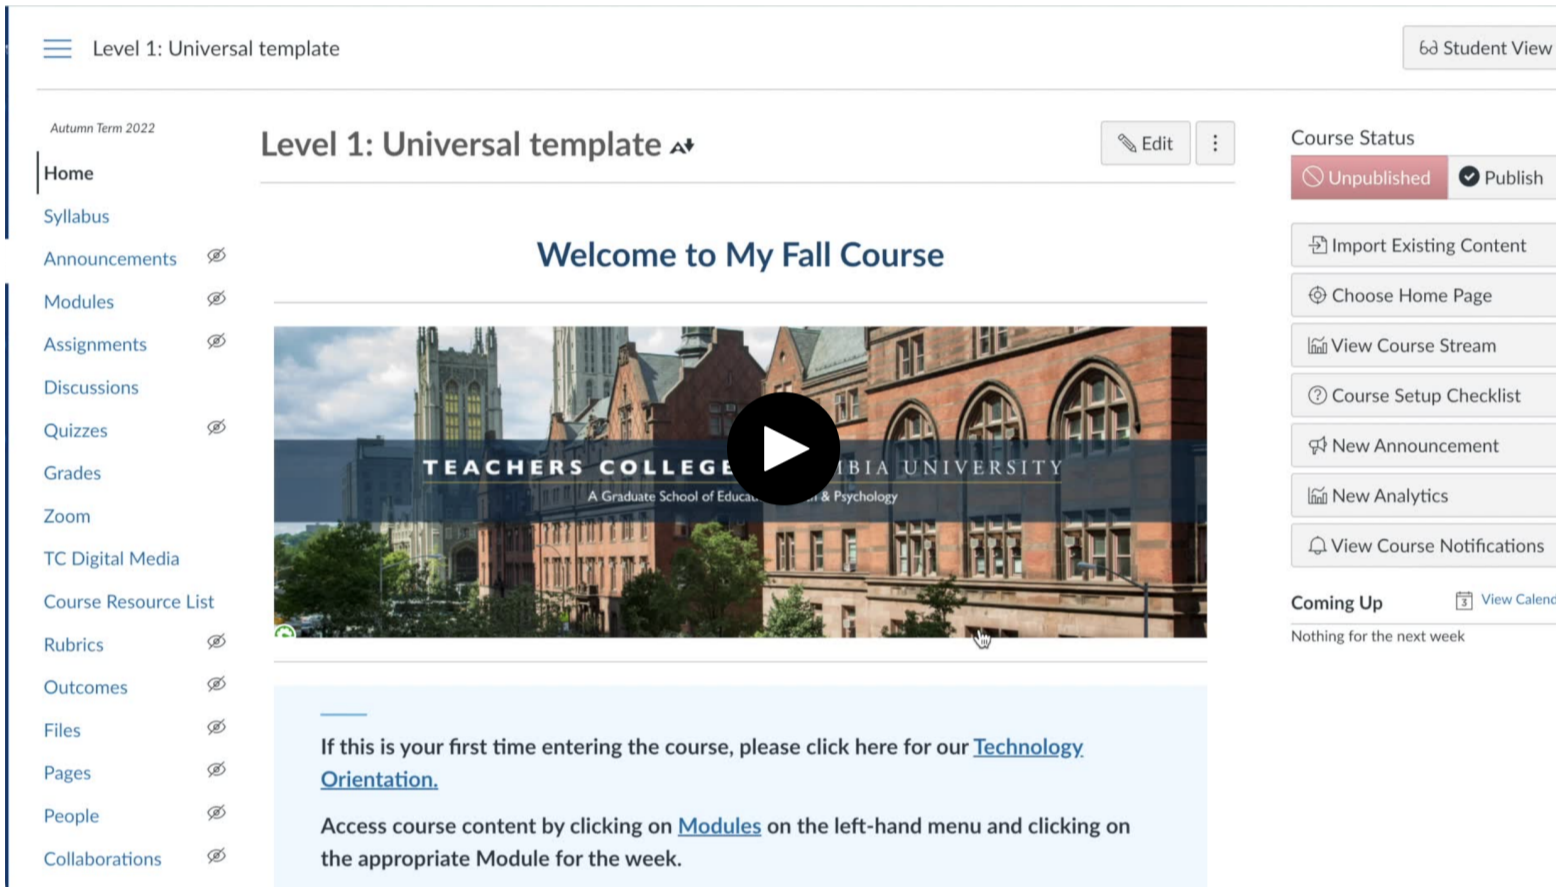 Level 1: Universal template
Student View
Autumn Term 2022
Home
Syllabus
Announcements
Modules
Assignments
Discussions
Quizzes
Grades
Zoom
TC Digital Media
Course Resource List
Rubrics
Outcomes
Files
Pages
People
Collaborations
Level 1: Universal template
Edit
Welcome to My Fall Course
TEACHERS COLLEGE UNIVERSITY
A Graduate School of & Psychology
If this is your first time entering the course, please click here for our Technology
Orientation.
Access course content by clicking on Modules on the left-hand menu and clicking on
the appropriate Module for the week.
Course Status
Unpublished
Publish
Import Existing Content
Choose Home Page
View Course Stream
Course Setup Checklist
New Announcement
New Analytics
View Course Notifications
Coming Up
3 View
Nothing for the next week